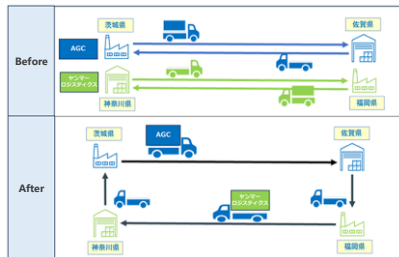 Before
茨城県
佐賀県
AGC
ヤンマー
ロジスティクス
神奈川県
福岡県
After
茨城県
AGC
佐賀県
ヤンマー
ロジスティクス
神奈川県
福岡県